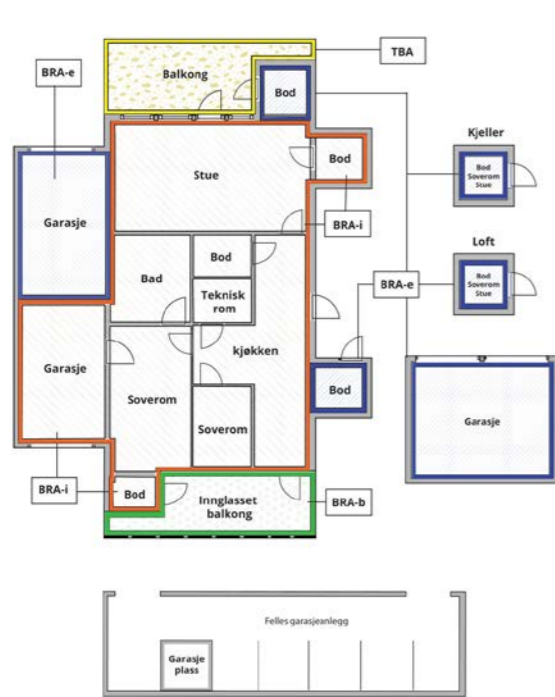 TBA
BRA-e
Balkong
Bod
Kjeller
Stue
Bod
Bod
Soverom
Stue
Garasje
BRA-i
Loft
Bod
Bad
Teknisk
rom
BRA-e
Bod
Soverom
Stue
Garasje
kjøkken
Soverom
Bod
Soverom
Garasje
BRA-i
Bod
Innglasset
balkong
BRA-b
Felles garasjeanlegg
Garasje
plass